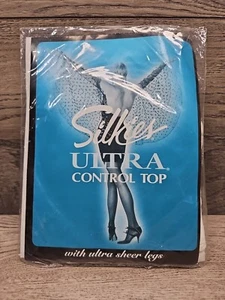 Silkies
ULTRA
CONTROL TOP
with ultra sheer legs